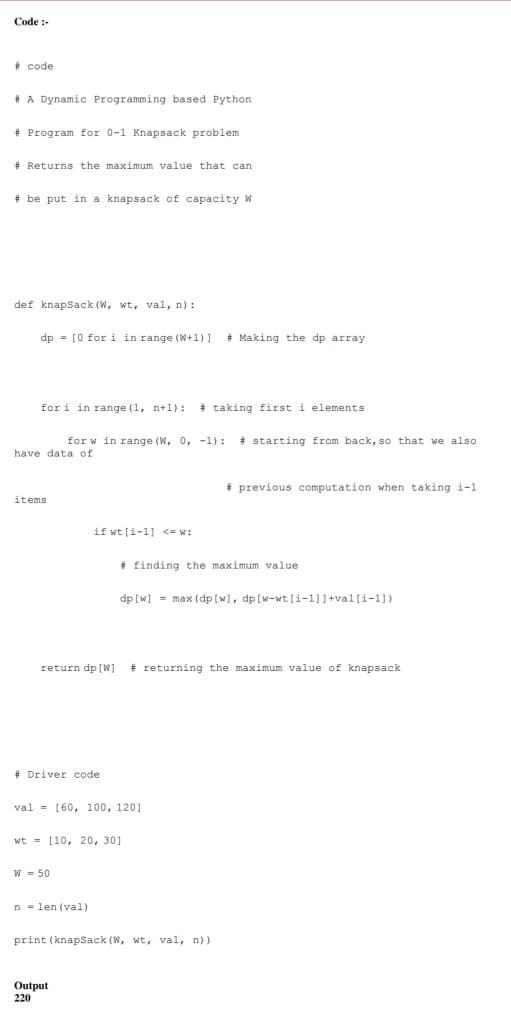 Code :-
# code
# A Dynamic Programming based Python
# Program for 0-1 Knapsack problem
# Returns the maximum value that can
# be put in a knapsack of capacity W
def knapSack(W, wt, val, n):
    dp = [0 for i in range(W+1)]  # Making the dp array
    for i in range(1, n+1):  # taking first i elements
        for w in range(W, 0, -1):  # starting from back,so that we also
have data of
                                # previous computation when taking i-1
items
            if wt[i-1] <= w:
                # finding the maximum value
                dp[w] = max(dp[w], dp[w-wt[i-1]]+val[i-1])
    return dp[W]  # returning the maximum value of knapsack
# Driver code
val = [60, 100, 120]
wt = [10, 20, 30]
W = 50
n = len(val)
print(knapSack(W, wt, val, n))
Output
220